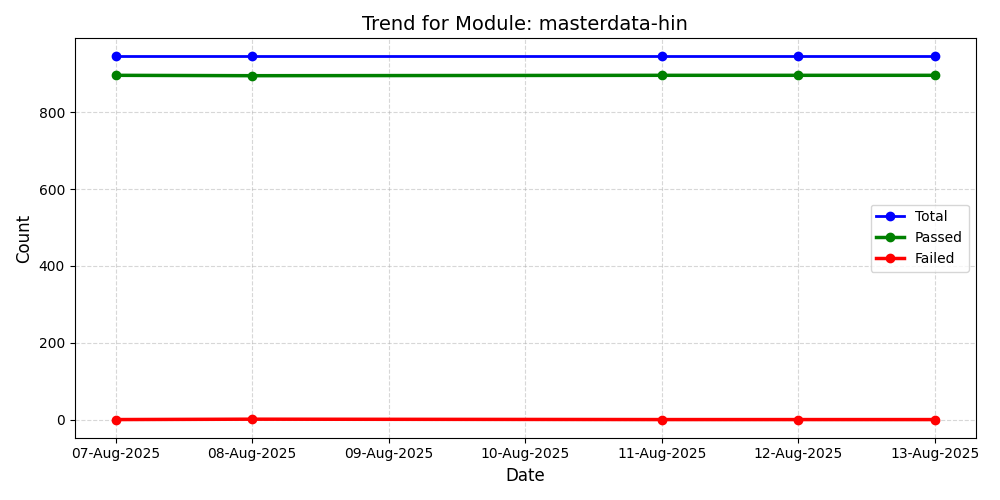 Trend for Module: masterdata-hin
Count
800
600
400
200
0
Total
Passed
Failed
07-Aug-2025
08-Aug-2025
09-Aug-2025
10-Aug-2025
11-Aug-2025
12-Aug-2025
13-Aug-2025
Date